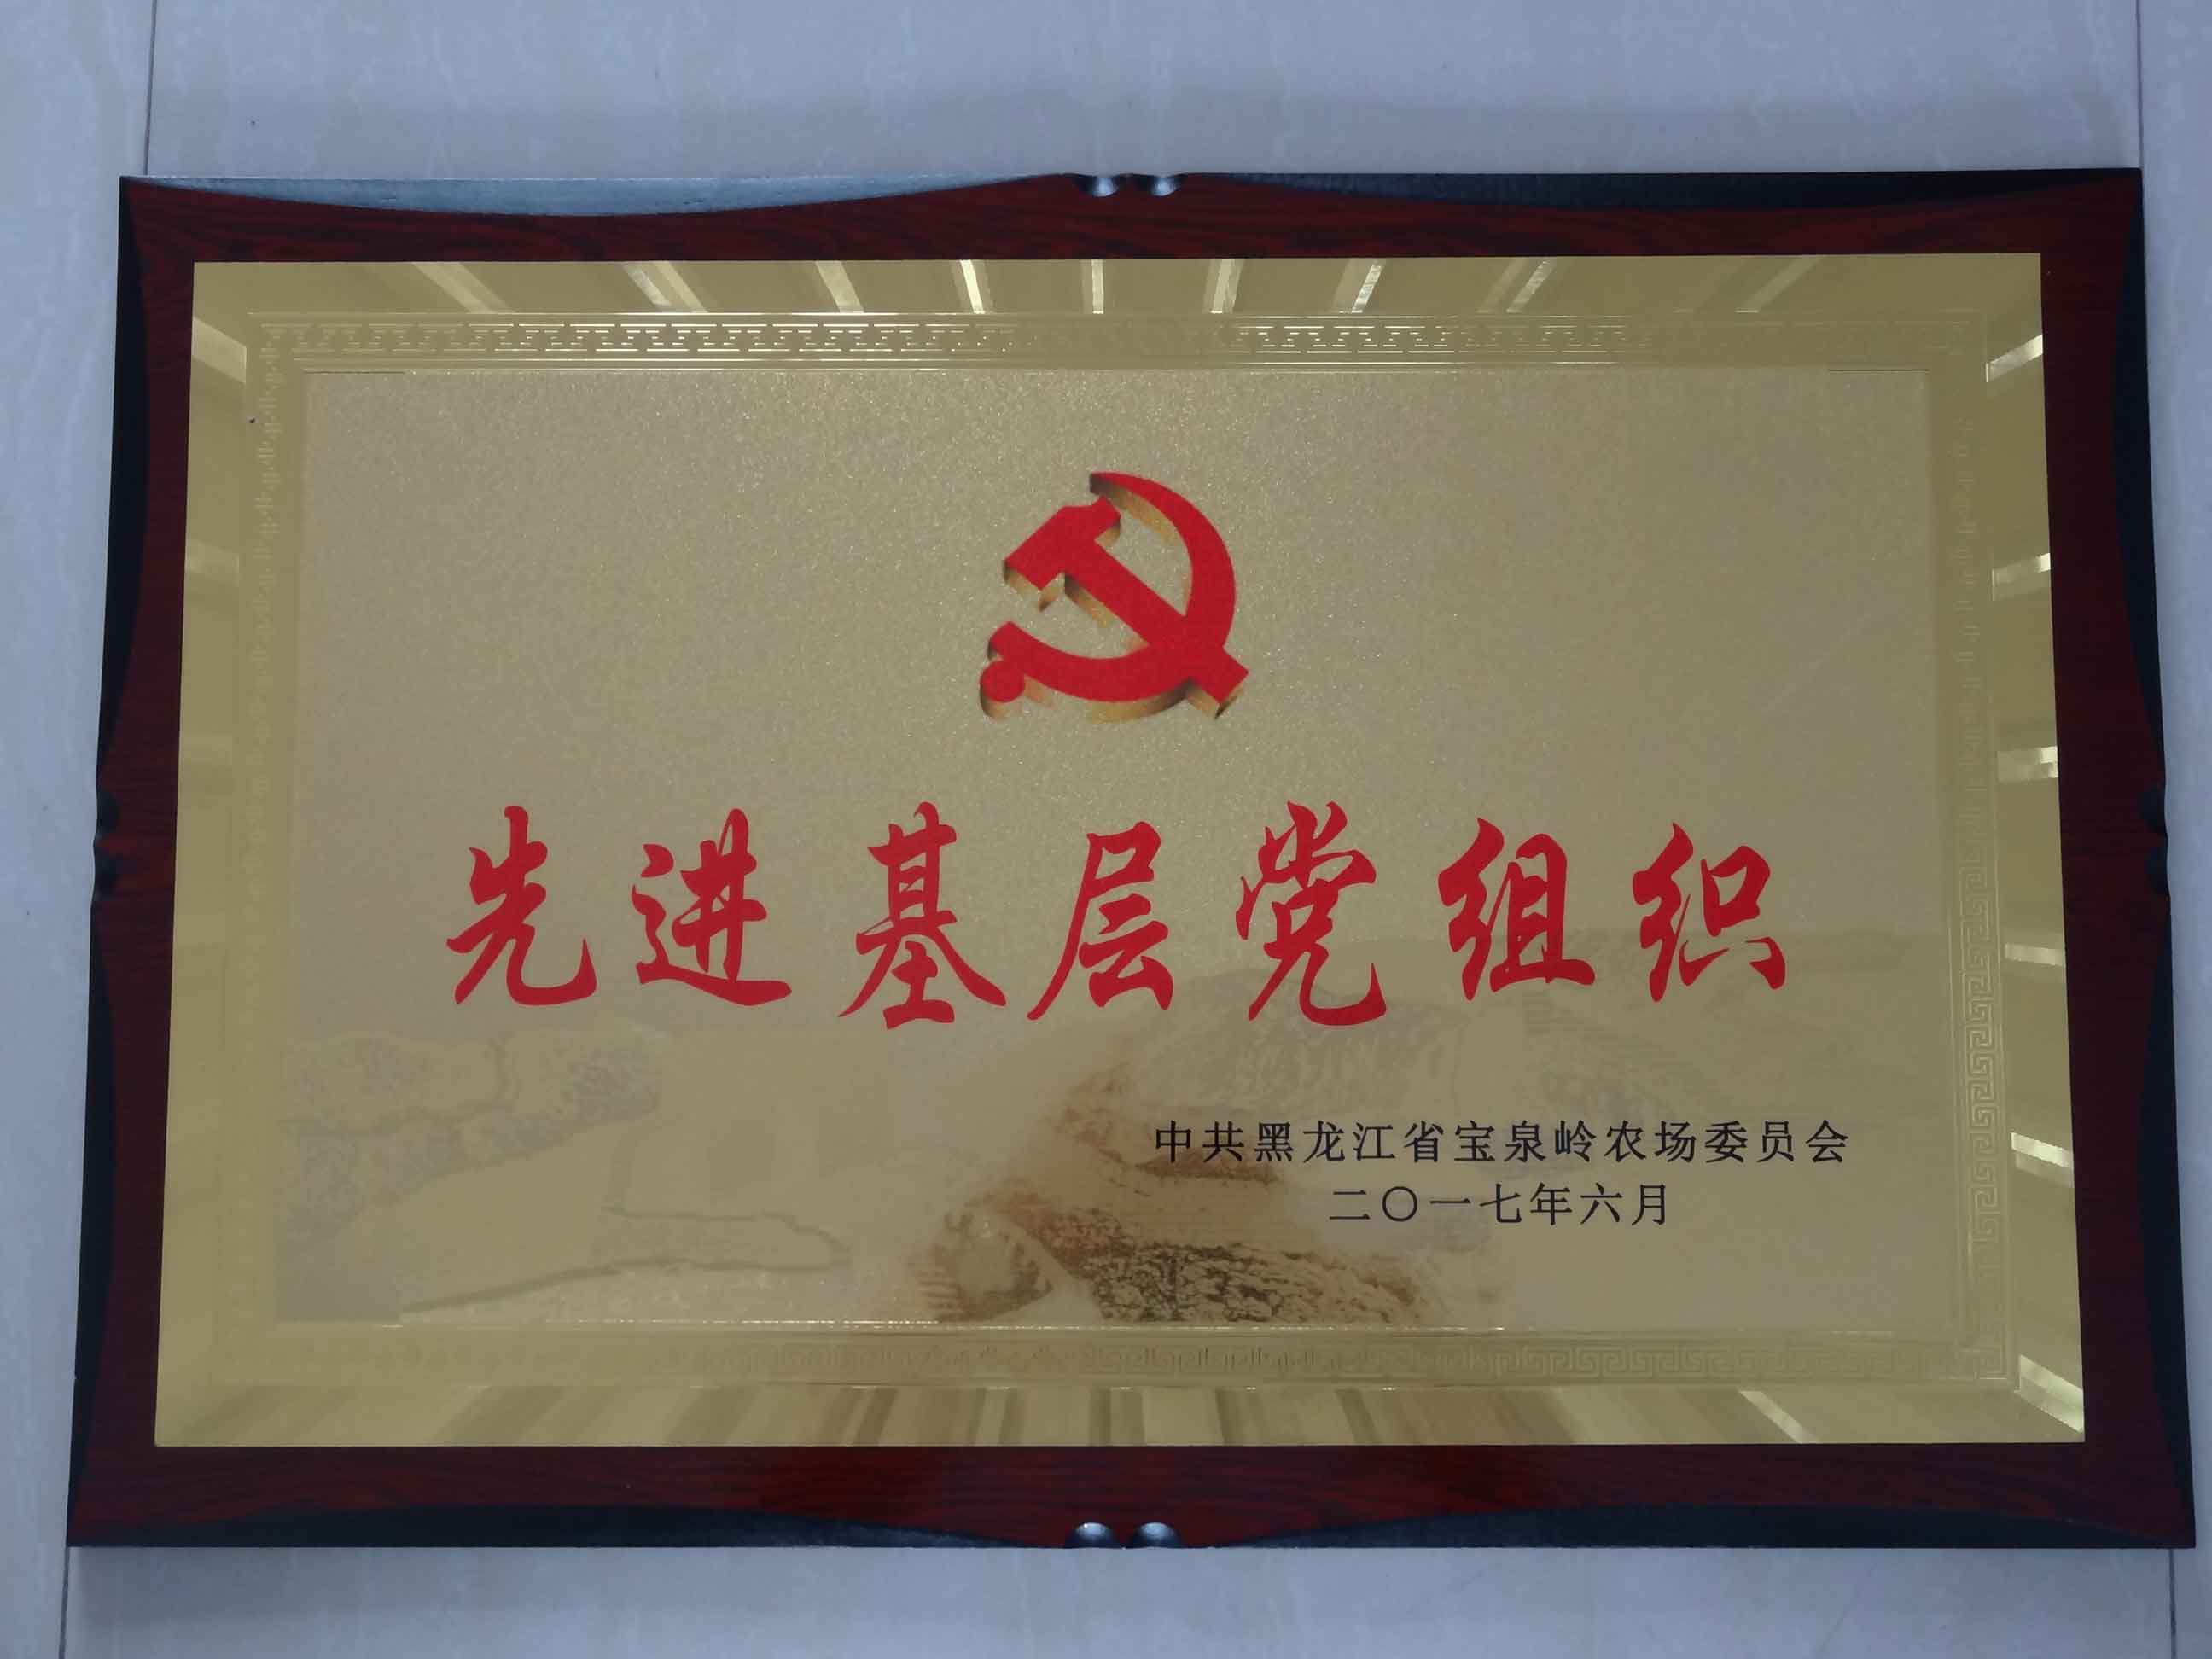 先进基层党组织
中共黑龙江省宝泉岭农场委员会
二〇一七年六月